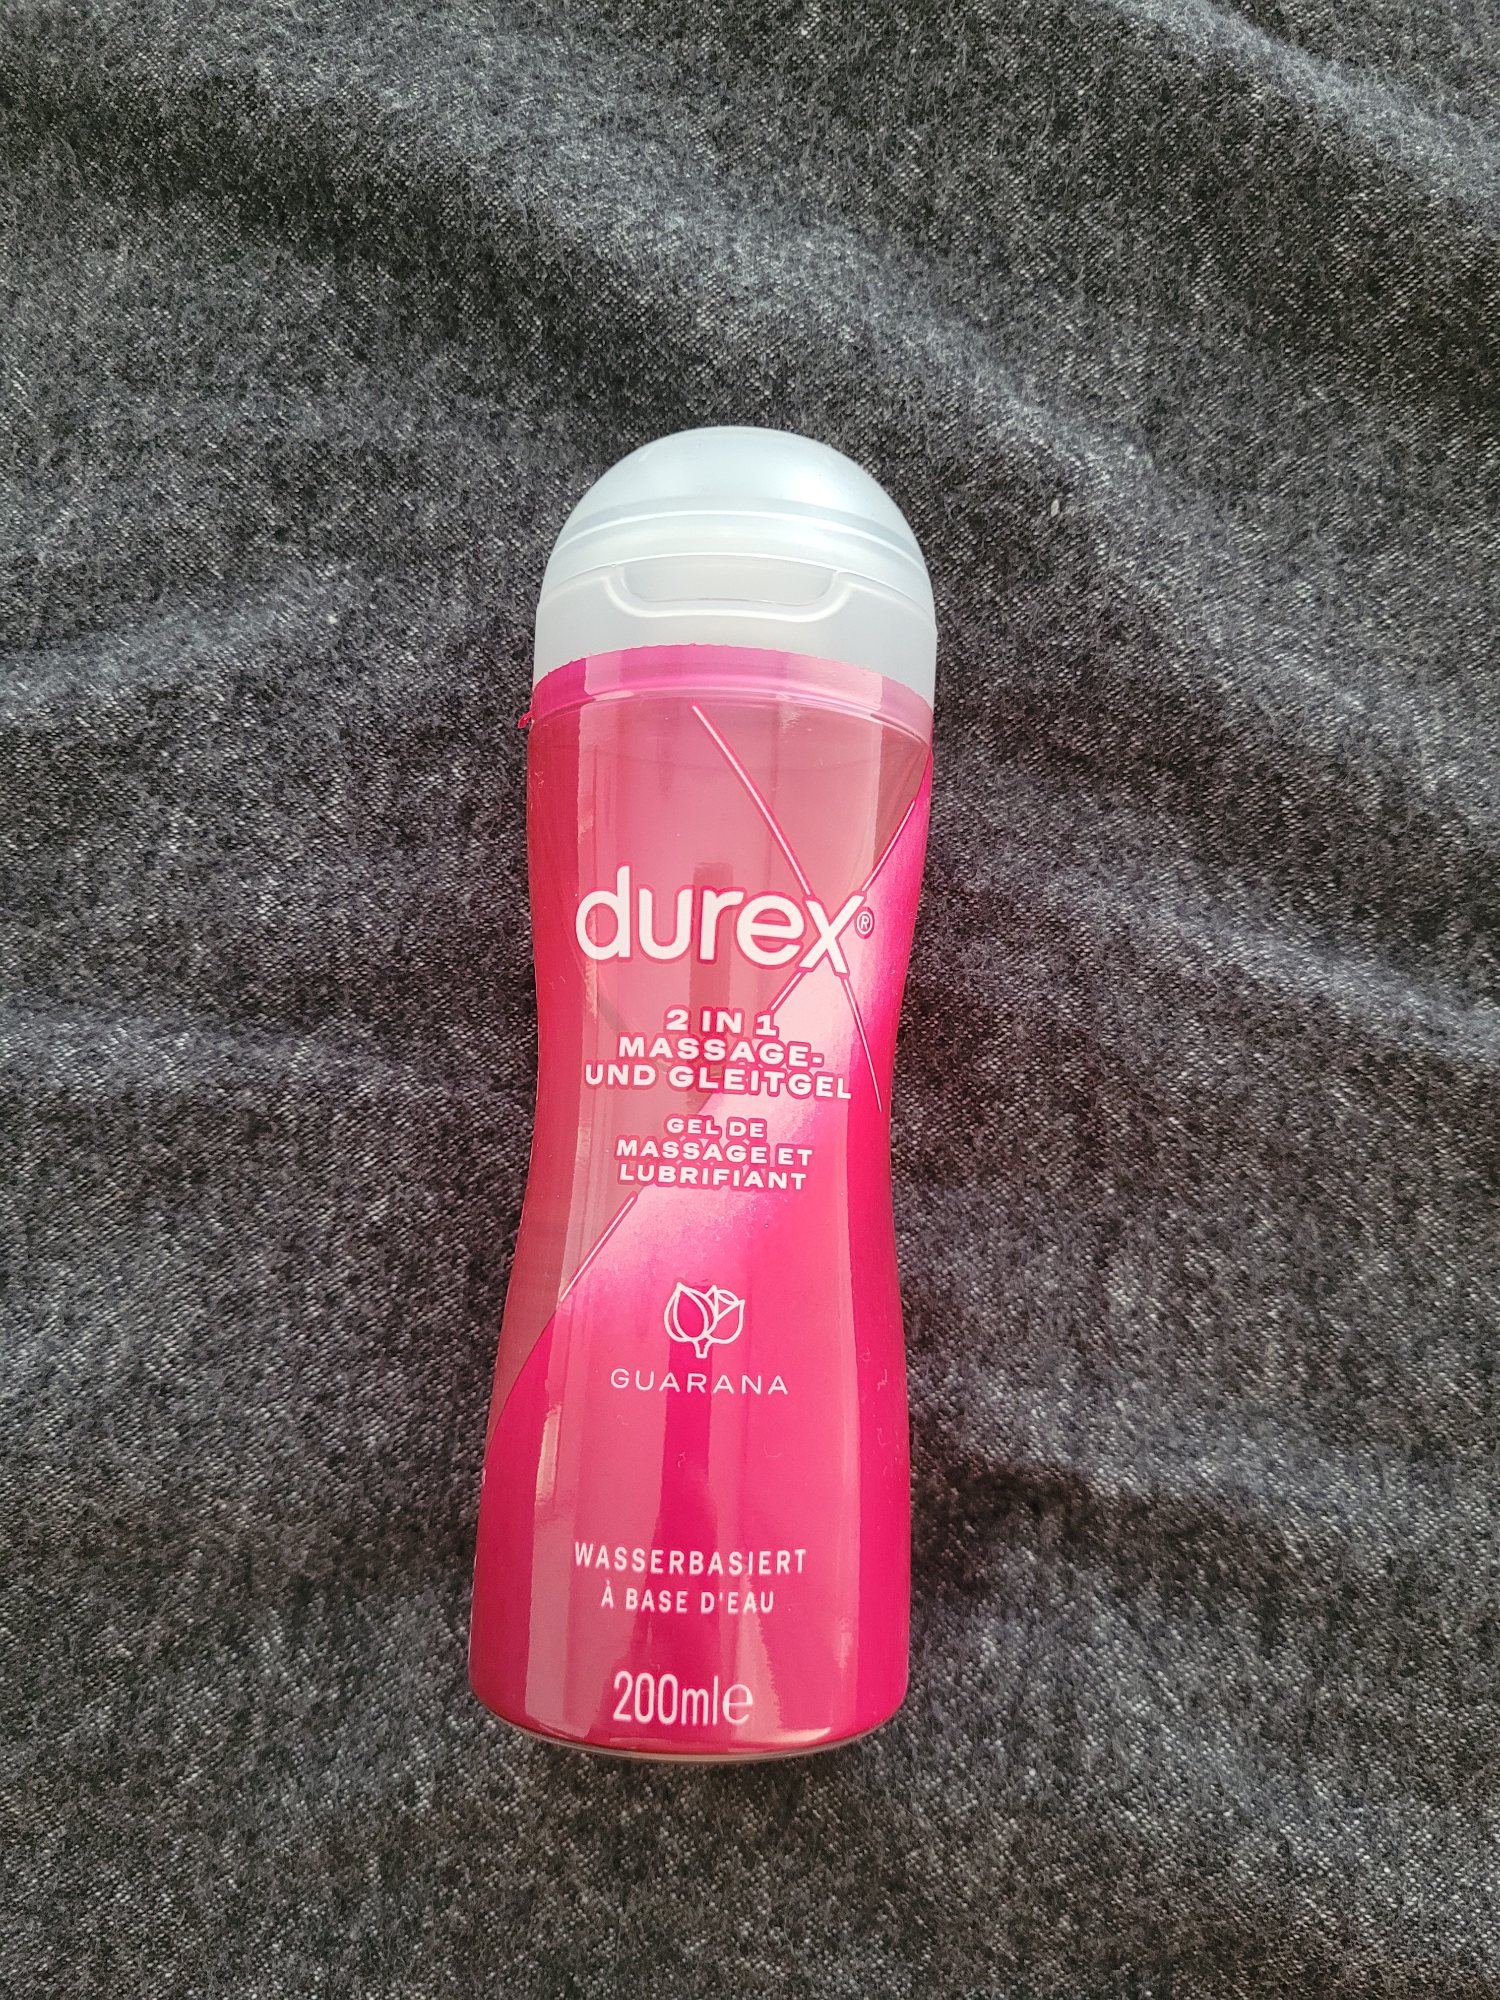 durex®
2 IN 1
MASSAGE-
UND GLEITGEL
GEL DE
MASSAGE ET
LUBRIFIANT
GUARANA
WASSERBASIERT
À BASE D'EAU
200ml℮